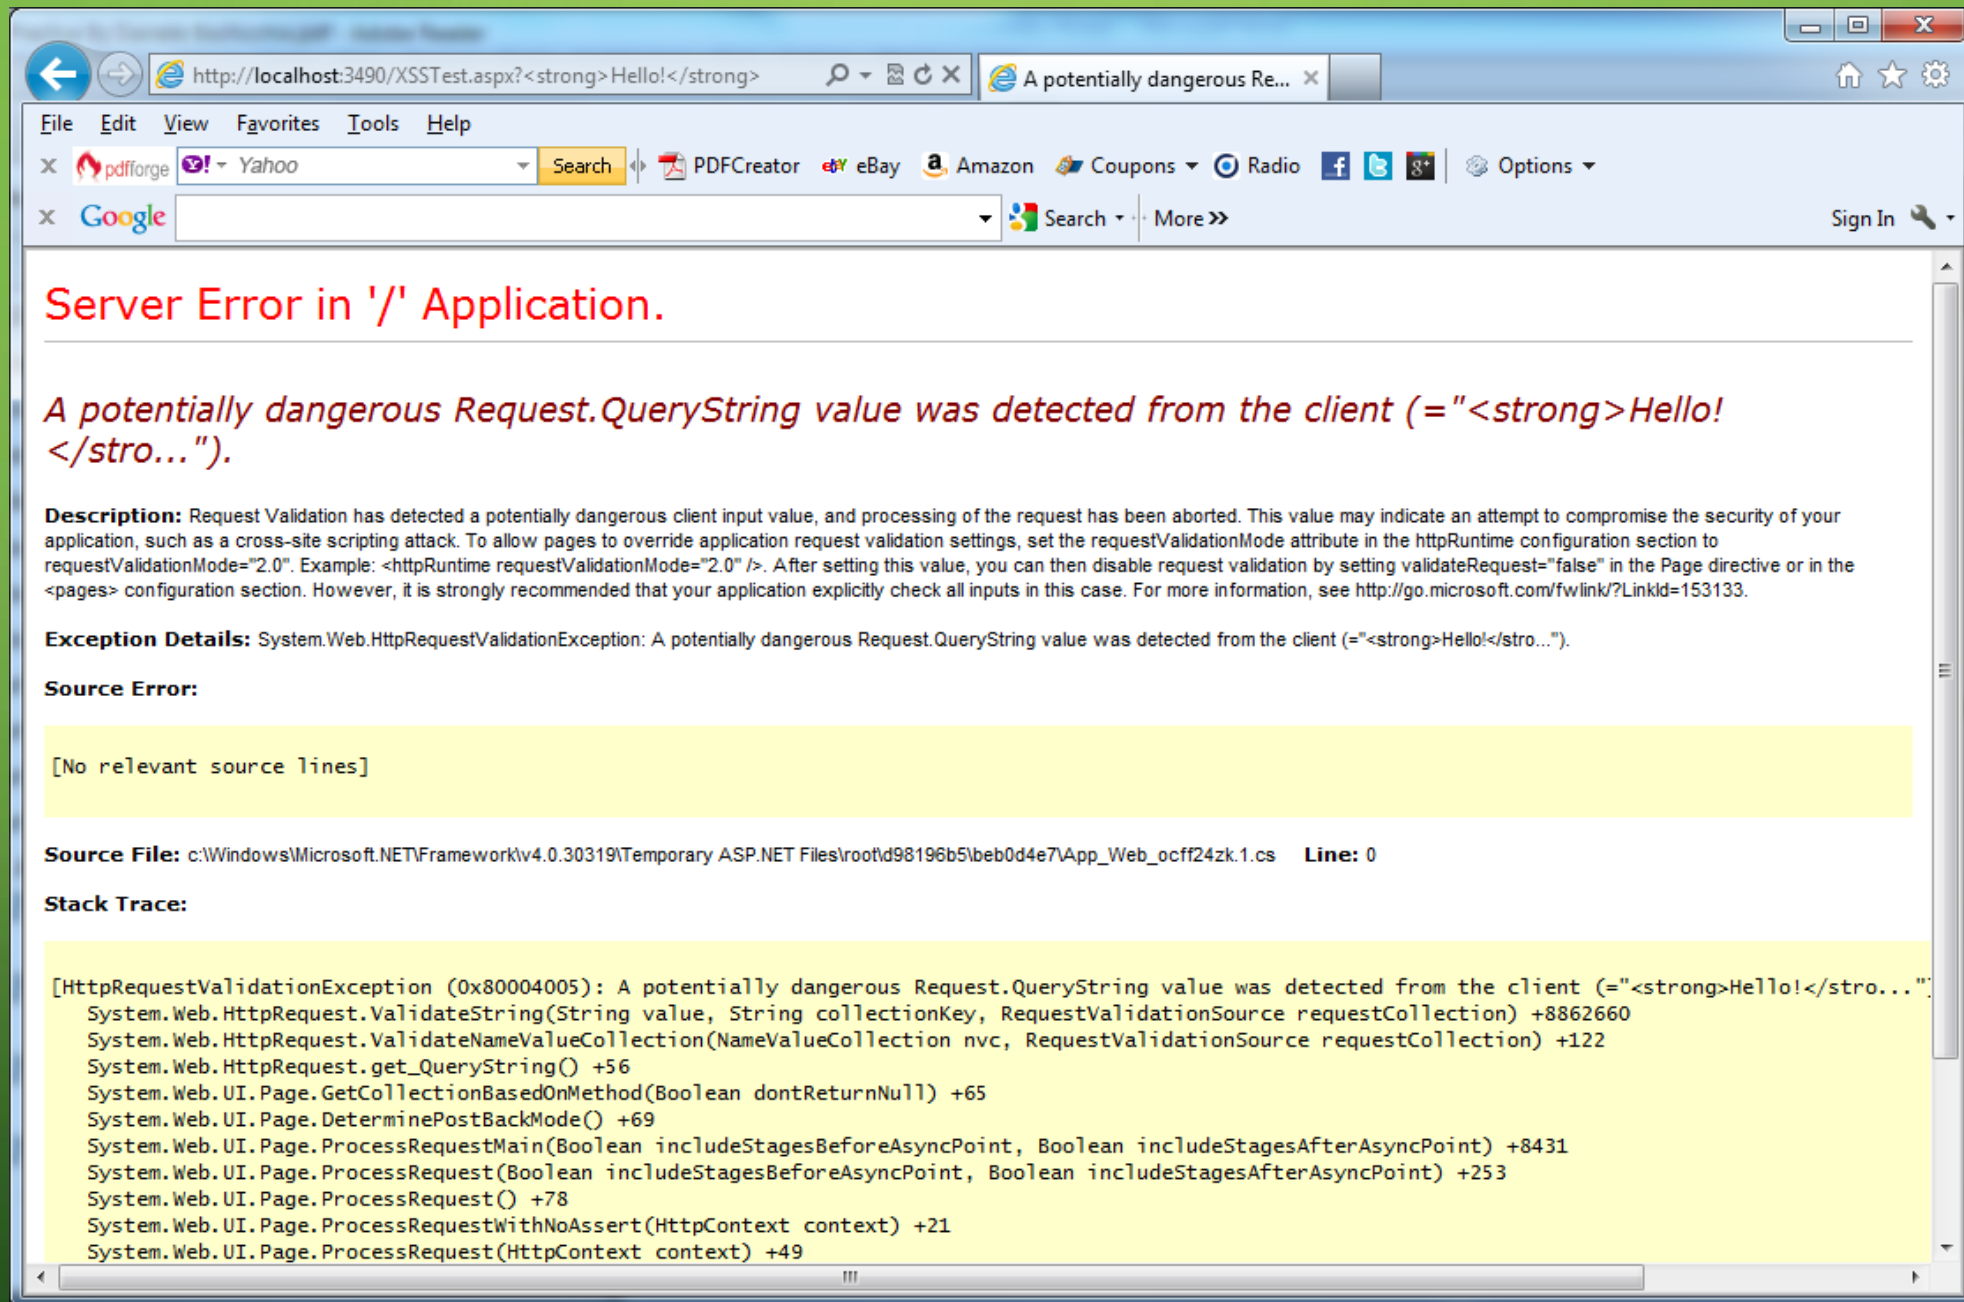 http://localhost:3490/XSSTest.aspx?<strong>Hello!</strong>
A potentially dangerous Re...
File Edit View Favorites Tools Help
pdfforge Yahoo Search PDFCreator eBay Amazon Coupons Radio Options
Google Search More >> Sign In
Server Error in '/' Application.
A potentially dangerous Request.QueryString value was detected from the client (="<strong>Hello!
</stro...").
Description: Request Validation has detected a potentially dangerous client input value, and processing of the request has been aborted. This value may indicate an attempt to compromise the security of your
application, such as a cross-site scripting attack. To allow pages to override application request validation settings, set the requestValidationMode attribute in the httpRuntime configuration section to
requestValidationMode="2.0". Example: <httpRuntime requestValidationMode="2.0" />. After setting this value, you can then disable request validation by setting validateRequest="false" in the Page directive or in the
<pages> configuration section. However, it is strongly recommended that your application explicitly check all inputs in this case. For more information, see http://go.microsoft.com/fwlink/?LinkId=153133.
Exception Details: System.Web.HttpRequestValidationException: A potentially dangerous Request.QueryString value was detected from the client (="<strong>Hello!</stro...").
Source Error:
[No relevant source lines]
Source File: c:\Windows\Microsoft.NET\Framework\v4.0.30319\Temporary ASP.NET Files\root\d98196b5\beb0d4e7\App_Web_ocff24zk.1.cs Line: 0
Stack Trace:
[HttpRequestValidationException (0x80004005): A potentially dangerous Request.QueryString value was detected from the client (="<strong>Hello!</stro..."
System.Web.HttpRequest.ValidateString(String value, String collectionKey, RequestValidationSource requestCollection) +8862660
System.Web.HttpRequest.ValidateNameValueCollection(NameValueCollection nvc, RequestValidationSource requestCollection) +122
System.Web.HttpRequest.get_QueryString() +56
System.Web.UI.Page.GetCollectionBasedOnMethod(Boolean dontReturnNull) +65
System.Web.UI.Page.DeterminePostBackMode() +69
System.Web.UI.Page.ProcessRequestMain(Boolean includeStagesBeforeAsyncPoint, Boolean includeStagesAfterAsyncPoint) +8431
System.Web.UI.Page.ProcessRequest(Boolean includeStagesBeforeAsyncPoint, Boolean includeStagesAfterAsyncPoint) +253
System.Web.UI.Page.ProcessRequest() +78
System.Web.UI.Page.ProcessRequestWithNoAssert(HttpContext context) +21
System.Web.UI.Page.ProcessRequest(HttpContext context) +49